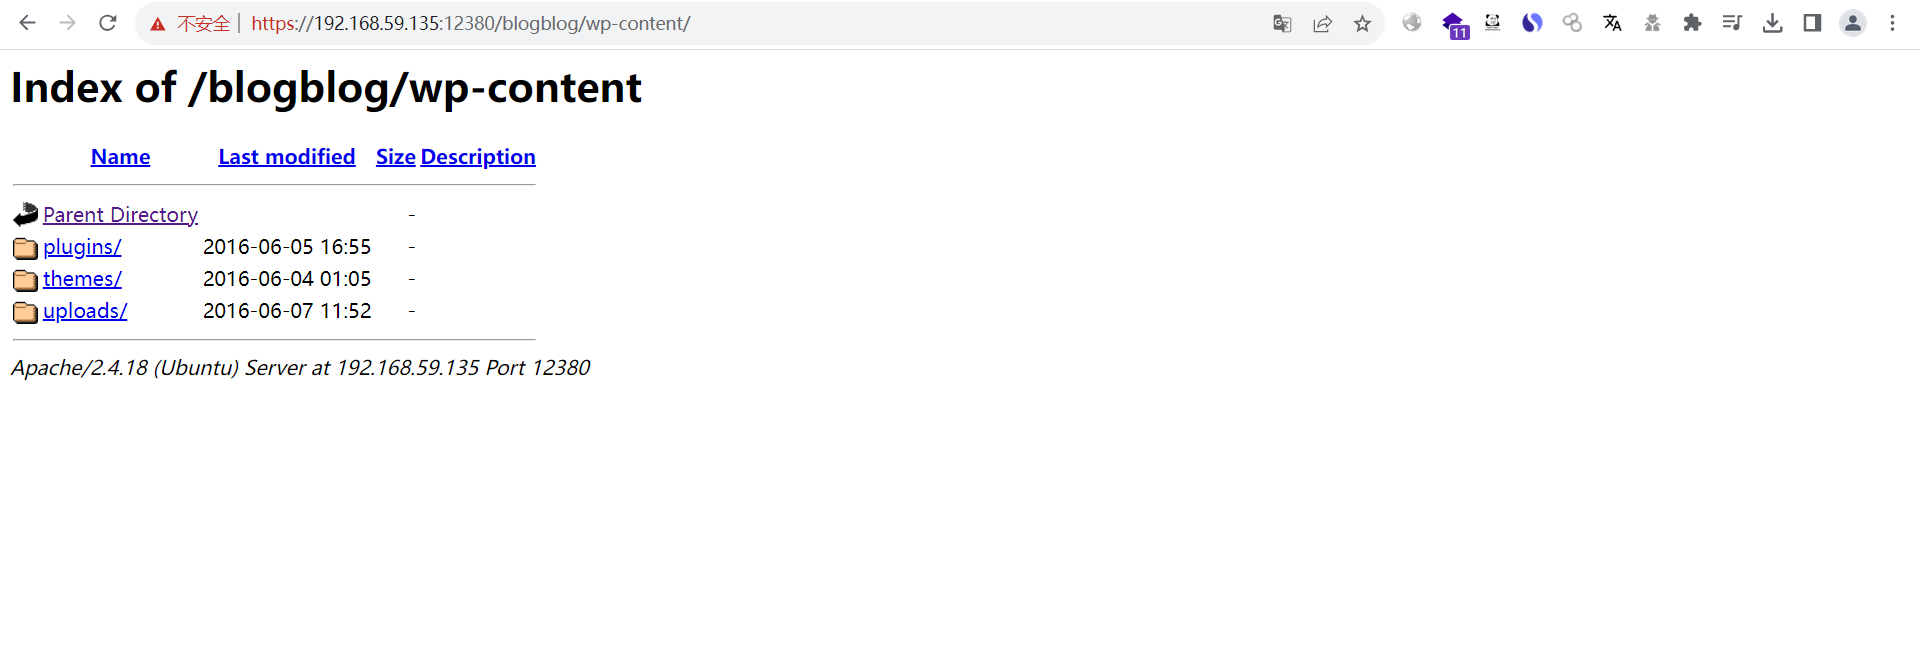 不安全 | https://192.168.59.135:12380/blogblog/wp-content/
11
Index of /blogblog/wp-content
Name Last modified Size Description
Parent Directory -
plugins/ 2016-06-05 16:55 -
themes/ 2016-06-04 01:05 -
uploads/ 2016-06-07 11:52 -
Apache/2.4.18 (Ubuntu) Server at 192.168.59.135 Port 12380